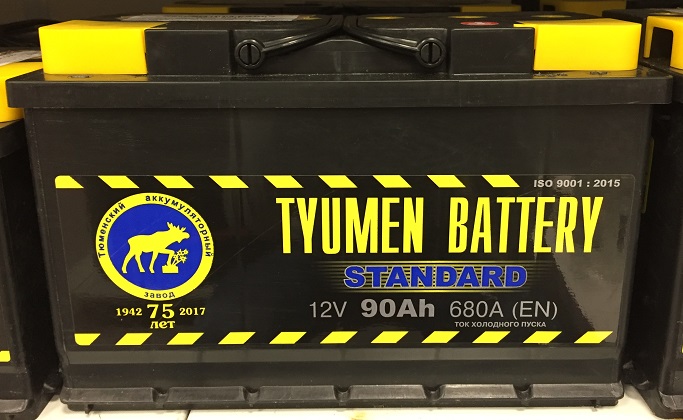 ISO 9001 : 2015
Тюменский аккумуляторный
завод
1942 75 2017
лет
TYUMEN BATTERY
STANDARD
12V 90Ah 680A (EN)
ТОК ХОЛОДНОГО ПУСКА